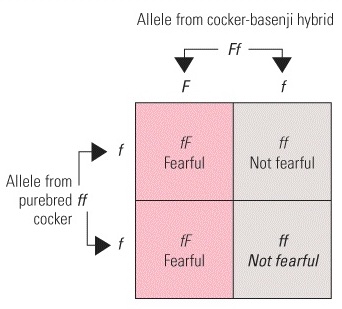 Allele from cocker-basenji hybrid
Ff
F f
f
fF
Fearful
ff
Not fearful
Allele from
purebred ff
cocker
f
fF
Fearful
ff
Not fearful